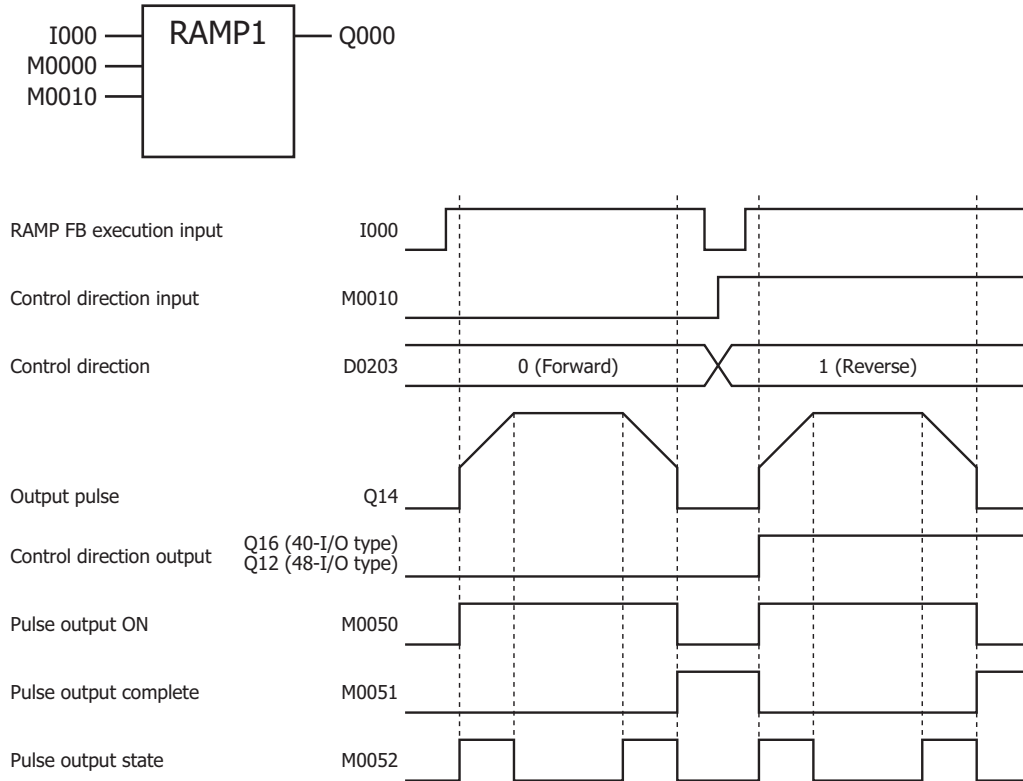 RAMP1
I000
Q000
M0000
M0010
RAMP FB execution input I000
Control direction input M0010
Control direction D0203 0 (Forward) 1 (Reverse)
Output pulse Q14
Control direction output Q16 (40-I/O type)
Q12 (48-I/O type)
Pulse output ON M0050
Pulse output complete M0051
Pulse output state M0052